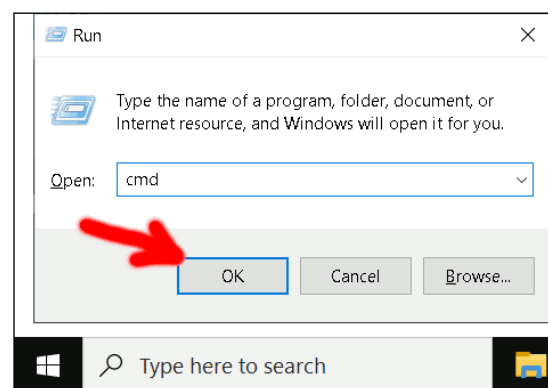 Run
Type the name of a program, folder, document, or
Internet resource, and Windows will open it for you.
Open: cmd
OK Cancel Browse...
Type here to search